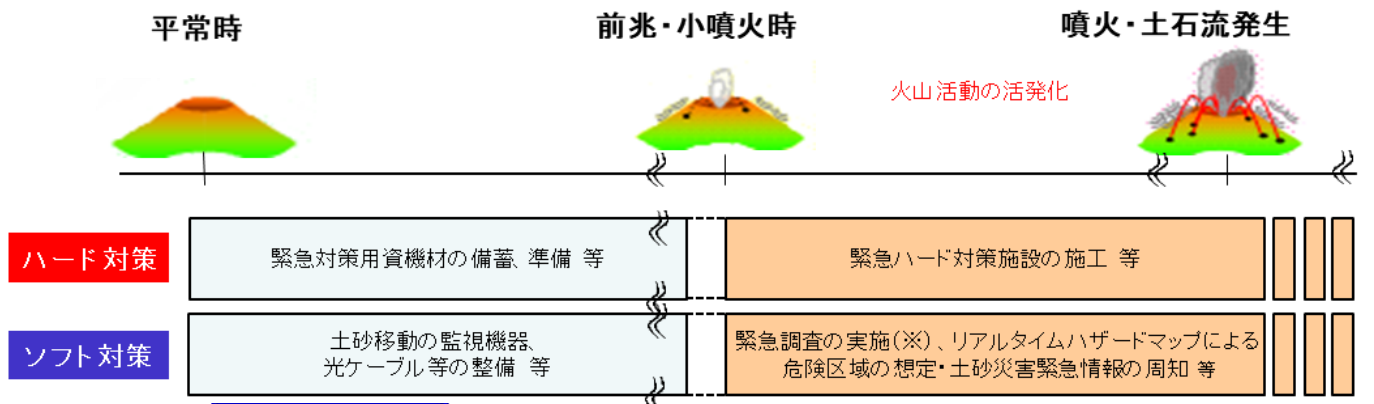 平常時
前兆・小噴火時
噴火・土石流発生
火山活動の活発化
ハード対策
緊急対策用資機材の備蓄、準備 等
緊急ハード対策施設の施工 等
ソフト対策
土砂移動の監視機器、
光ケーブル等の整備 等
緊急調査の実施(※)、リアルタイムハザードマップによる
危険区域の想定・土砂災害緊急情報の周知 等